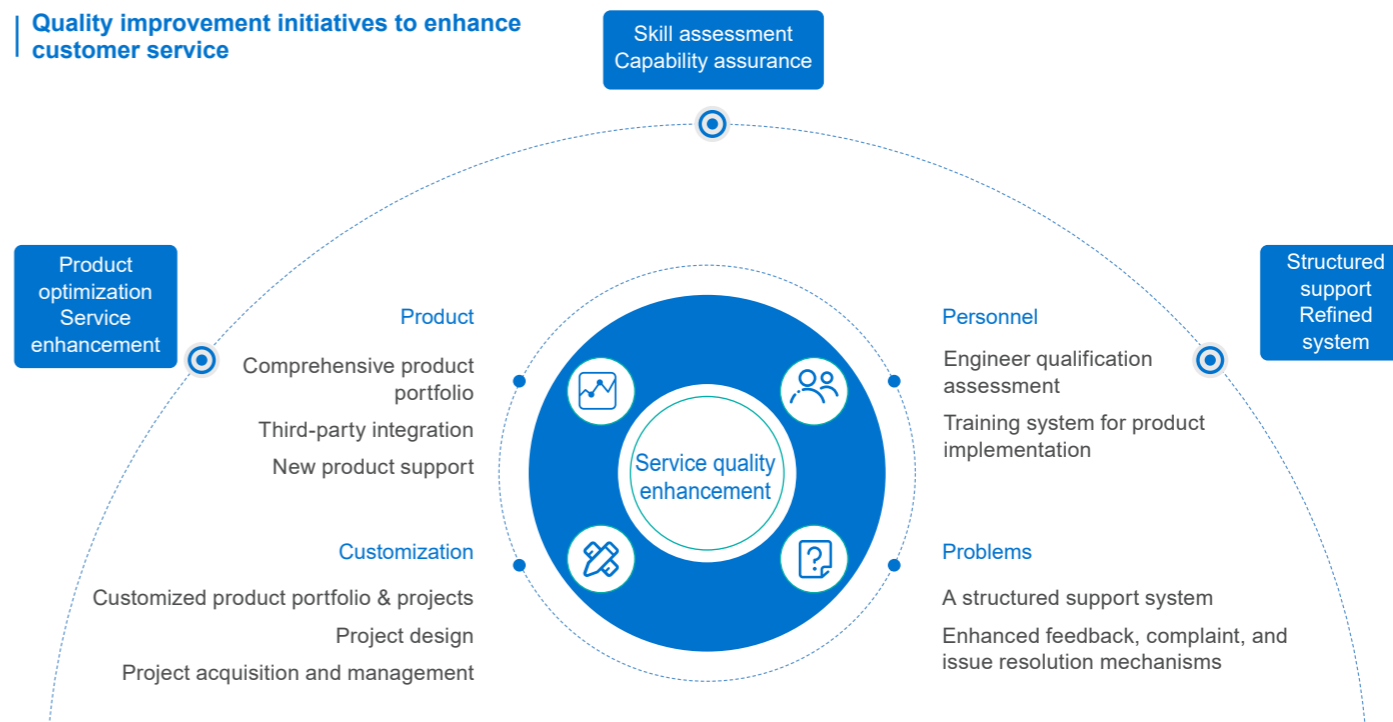 Quality improvement initiatives to enhance
customer service
Skill assessment
Capability assurance
Product
optimization
Service
enhancement
Structured
support
Refined
system
Product
Comprehensive product
portfolio
Third-party integration
New product support
Personnel
Engineer qualification
assessment
Training system for product
implementation
Service quality
enhancement
Customization
Customized product portfolio & projects
Project design
Project acquisition and management
Problems
A structured support system
Enhanced feedback, complaint, and
issue resolution mechanisms